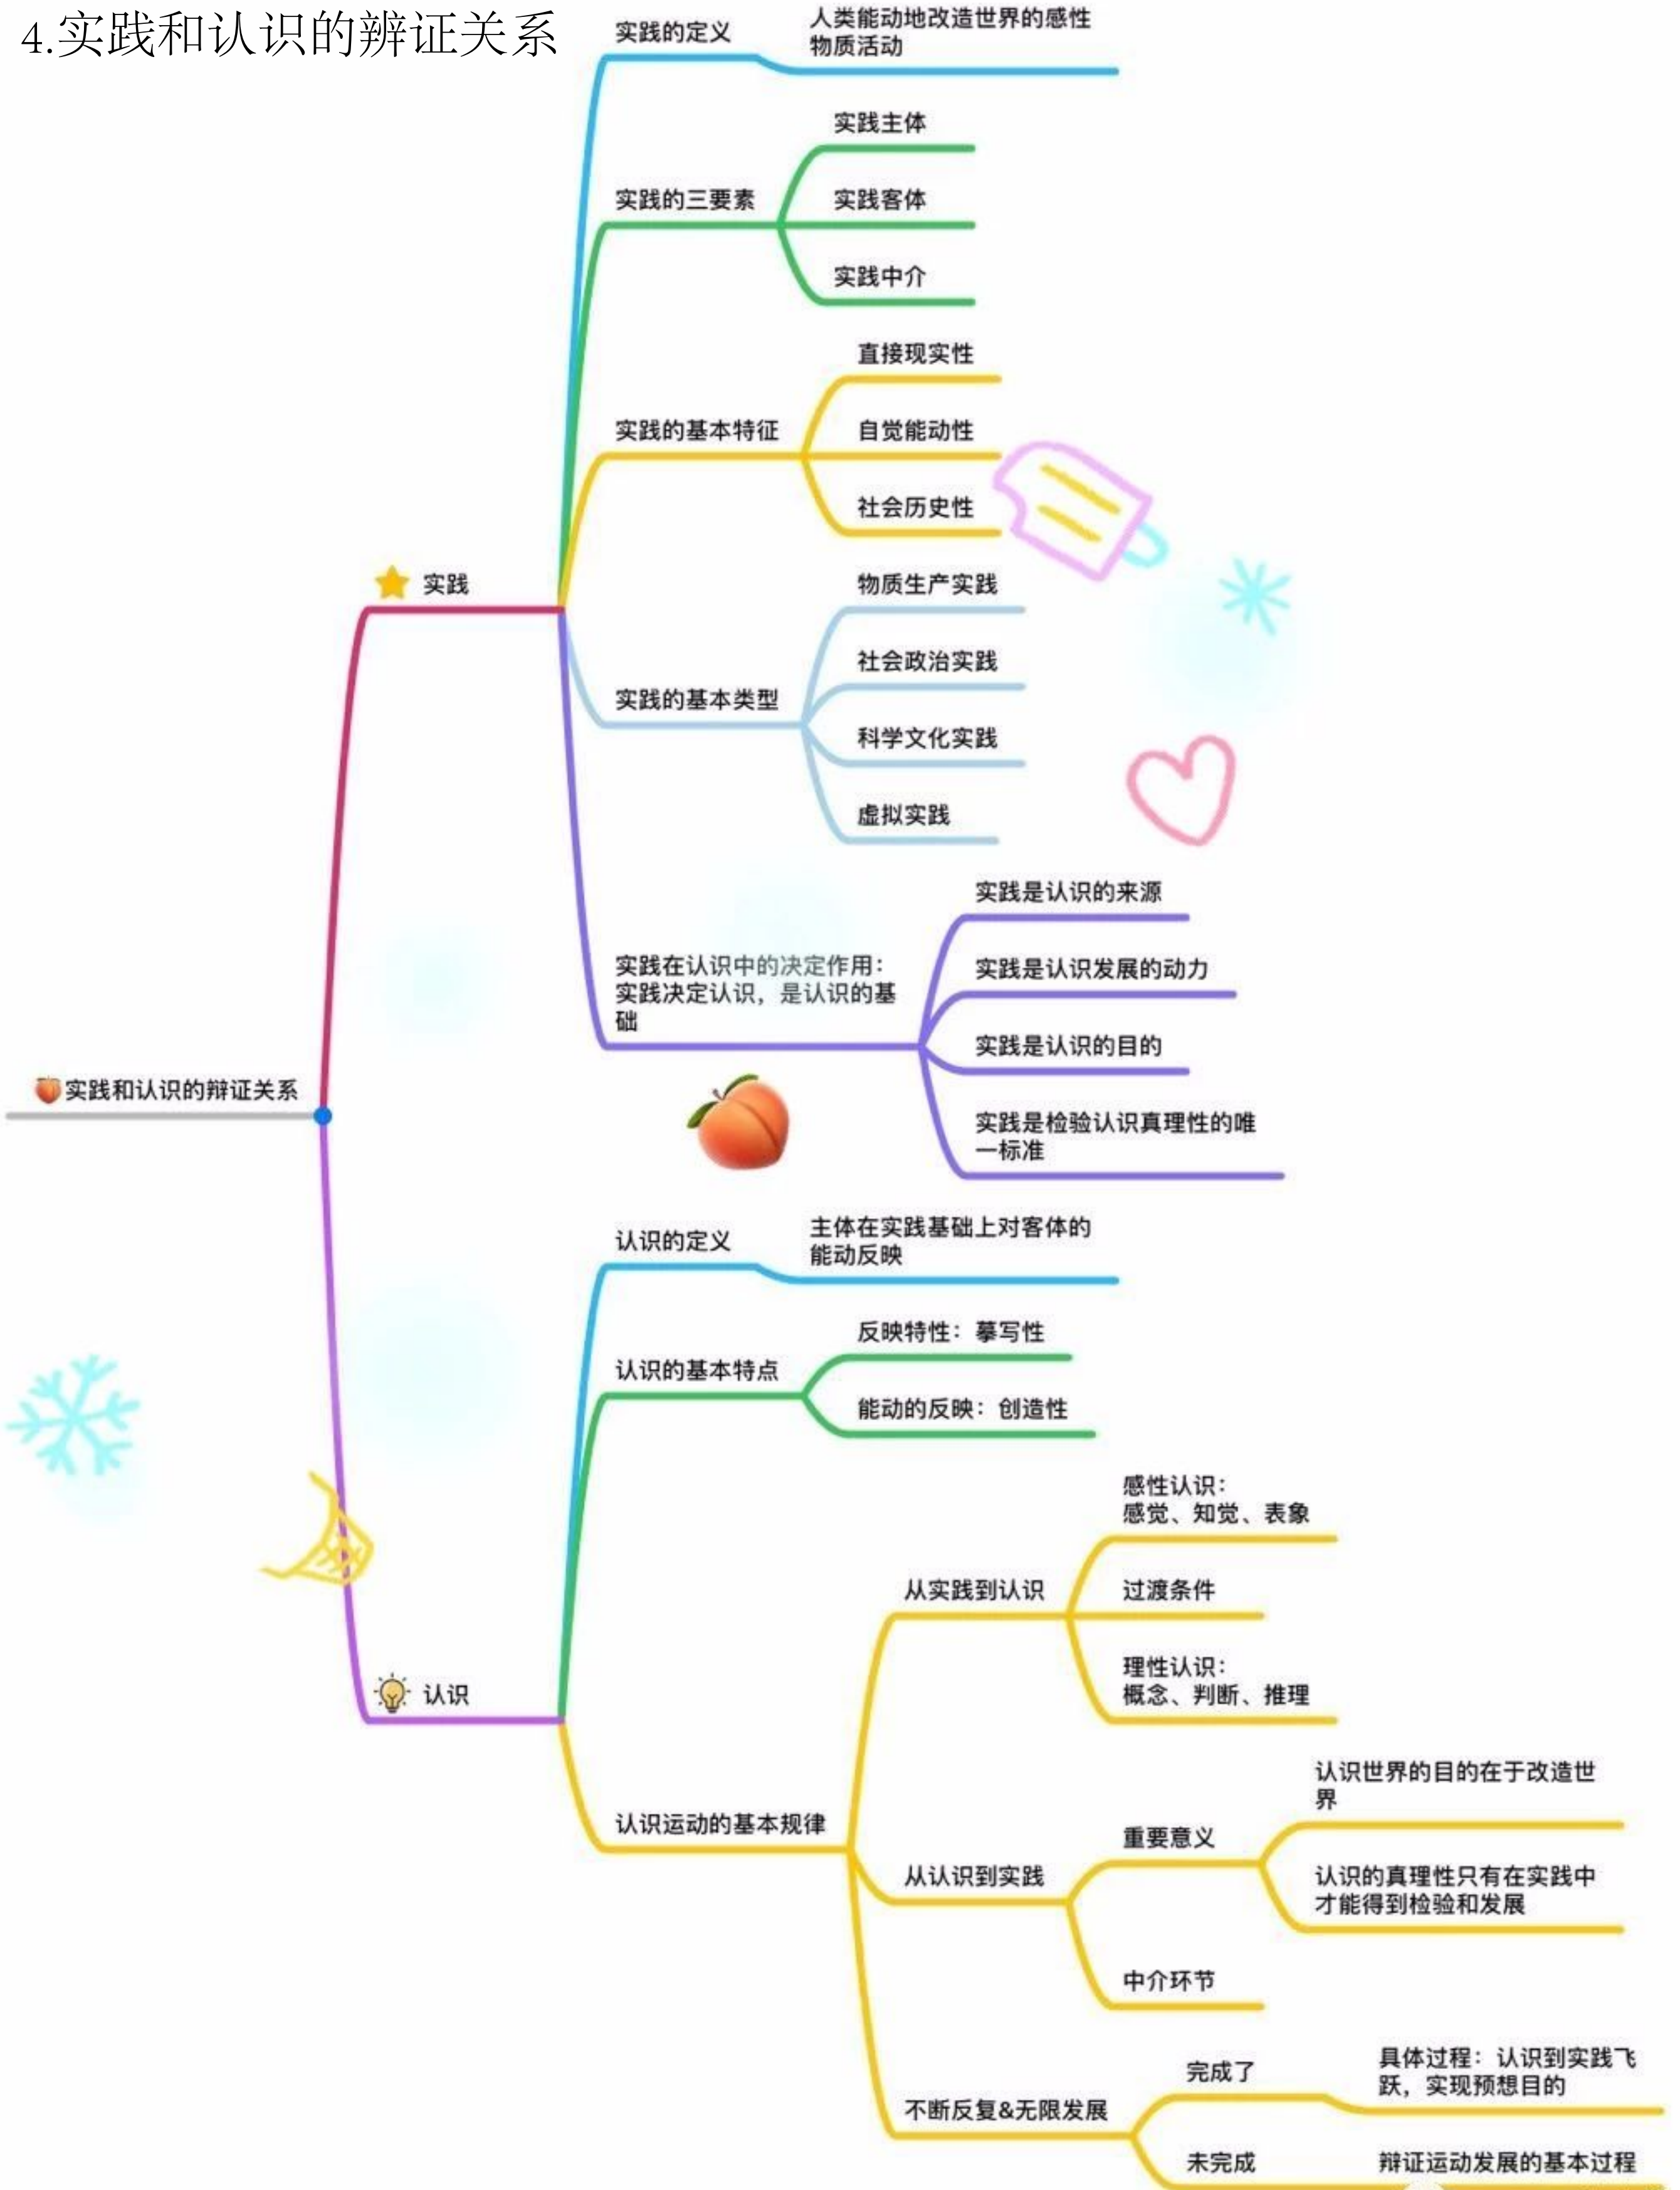 4.实践和认识的辨证关系
实践的定义
人类能动地改造世界的感性
物质活动
实践主体
实践的三要素
实践客体
实践中介
直接现实性
实践的基本特征
自觉能动性
社会历史性
实践
物质生产实践
社会政治实践
实践的基本类型
科学文化实践
虚拟实践
实践是认识的来源
实践在认识中的决定作用：
实践决定认识，是认识的基
础
实践是认识发展的动力
实践是认识的目的
实践是检验认识真理性的唯
一标准
实践和认识的辩证关系
认识的定义
主体在实践基础上对客体的
能动反映
反映特性：摹写性
认识的基本特点
能动的反映：创造性
感性认识：
感觉、知觉、表象
从实践到认识
过渡条件
理性认识：
概念、判断、推理
认识
认识运动的基本规律
认识世界的目的在于改造世
界
重要意义
从认识到实践
认识的真理性只有在实践中
才能得到检验和发展
中介环节
完成了
具体过程：认识到实践飞
跃，实现预想目的
不断反复&无限发展
未完成
辩证运动发展的基本过程